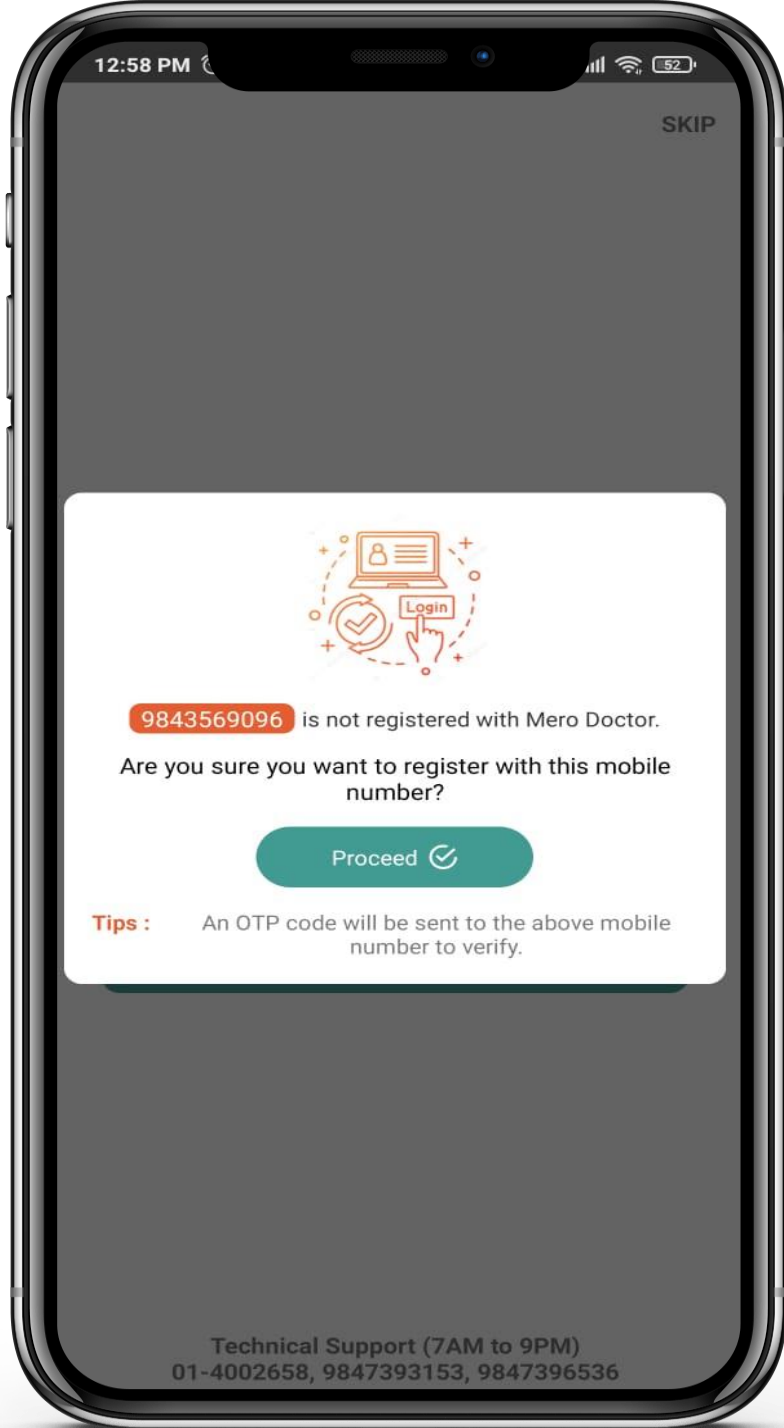 12:58 PM
52
SKIP
Login
9843569096 is not registered with Mero Doctor.
Are you sure you want to register with this mobile
number?
Proceed
Tips : An OTP code will be sent to the above mobile
number to verify.
Technical Support (7AM to 9PM)
01-4002658, 9847393153, 9847396536